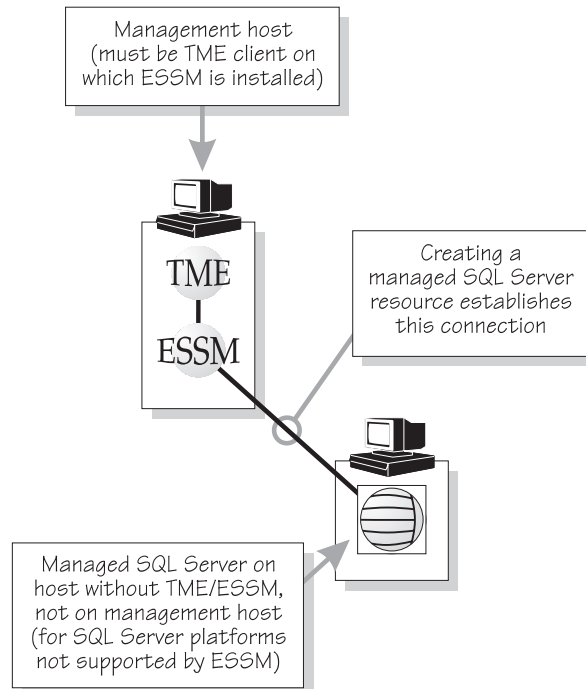 Management host
(must be TME client on
which ESSM is installed)
TME
ESSM
Creating a
managed SQL Server
resource establishes
this connection
Managed SQL Server on
host without TME/ESSM,
not on management host
(for SQL Server platforms
not supported by ESSM)